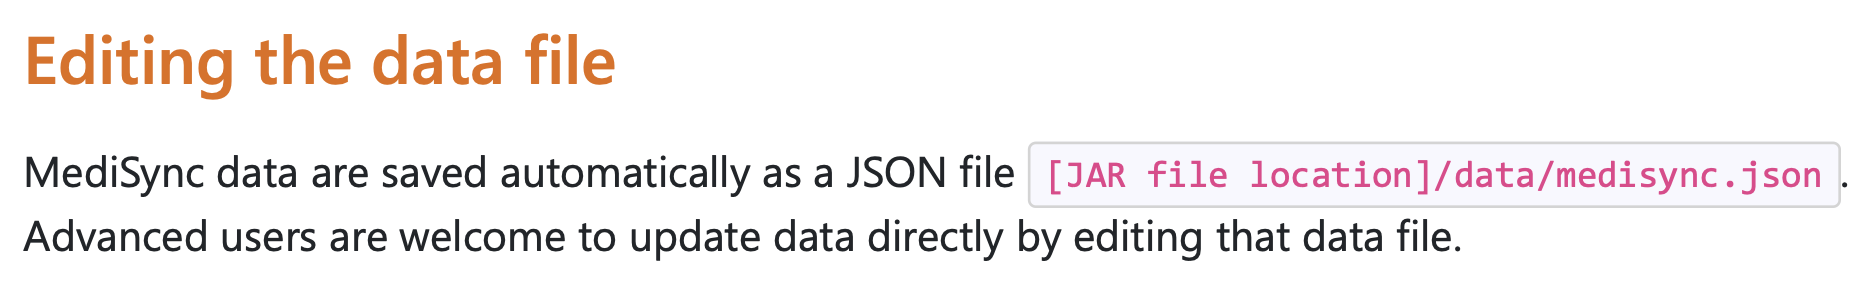 Editing the data file
MediSync data are saved automatically as a JSON file [JAR file location]/data/medisync.json.
Advanced users are welcome to update data directly by editing that data file.